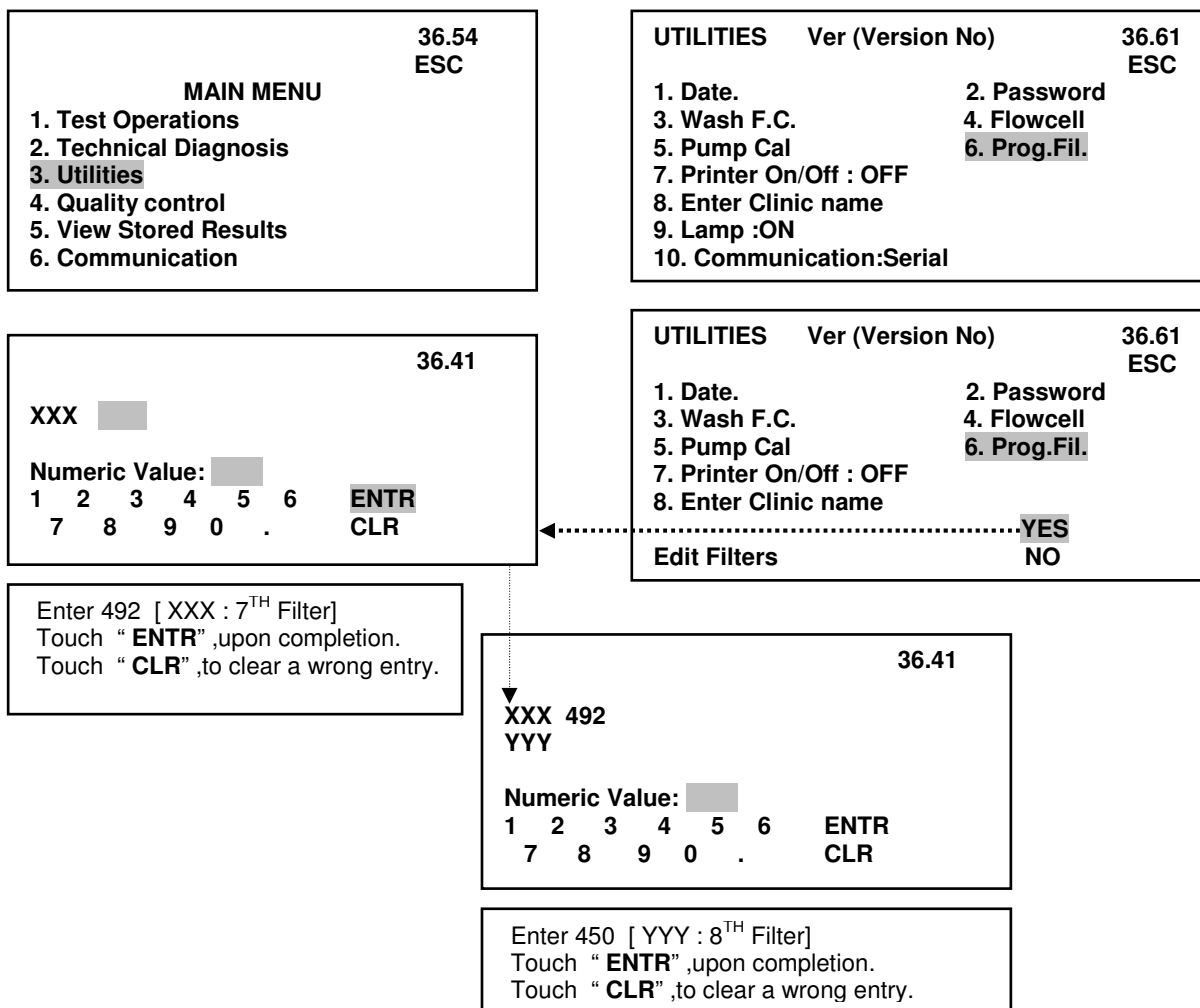 36.54
ESC
MAIN MENU
1. Test Operations
2. Technical Diagnosis
3. Utilities
4. Quality control
5. View Stored Results
6. Communication
UTILITIES Ver (Version No) 36.61
ESC
1. Date. 2. Password
3. Wash F.C. 4. Flowcell
5. Pump Cal 6. Prog.Fil.
7. Printer On/Off : OFF
8. Enter Clinic name
9. Lamp :ON
10. Communication:Serial
UTILITIES Ver (Version No) 36.61
ESC
1. Date. 2. Password
3. Wash F.C. 4. Flowcell
5. Pump Cal 6. Prog.Fil.
7. Printer On/Off : OFF
8. Enter Clinic name
YES
Edit Filters NO
36.41
XXX
Numeric Value:
1 2 3 4 5 6 ENTR
7 8 9 0 . CLR
Enter 492 [ XXX : 7TH Filter]
Touch “ ENTR” ,upon completion.
Touch “ CLR” ,to clear a wrong entry.
36.41
XXX 492
YYY
Numeric Value:
1 2 3 4 5 6 ENTR
7 8 9 0 . CLR
Enter 450 [ YYY : 8TH Filter]
Touch “ ENTR” ,upon completion.
Touch “ CLR” ,to clear a wrong entry.